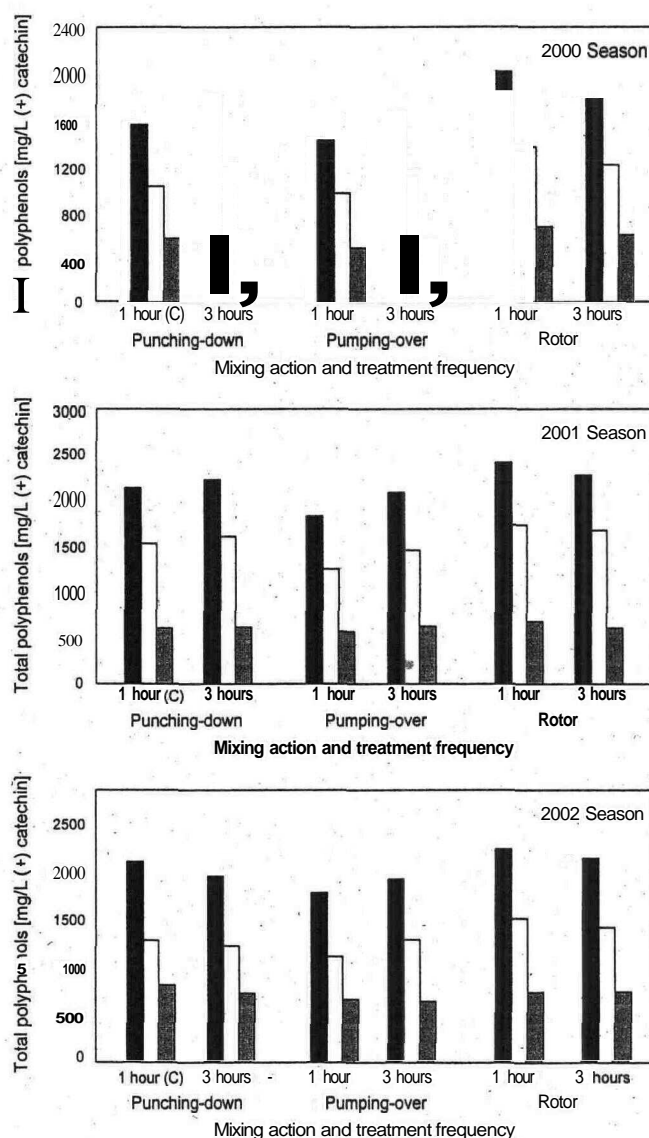 2400
2000 Season
2000
1600
1200
800
400
0
polyphenols [mg/L (+) catechin]
I
, ,
1 hour (C) 3 hours 1 hour 3 hours 1 hour 3 hours
Punching-down Pumping-over Rotor
Mixing action and treatment frequency
3000
2001 Season
2500
2000
1500
1000
500
0
Total polyphenols [mg/L (+) catechin]
1 hour (C) 3 hours 1 hour 3 hours 1 hour 3 hours
Punching-down Pumping-over Rotor
Mixing action and treatment frequency
2002 Season
2500
2000
1500
1000
500
0
Total polyphenols [mg/L (+) catechin]
1 hour (C) 3 hours - 1 hour 3 hours 1 hour 3 hours
Punching-down Pumping-over Rotor
Mixing action and treatment frequency